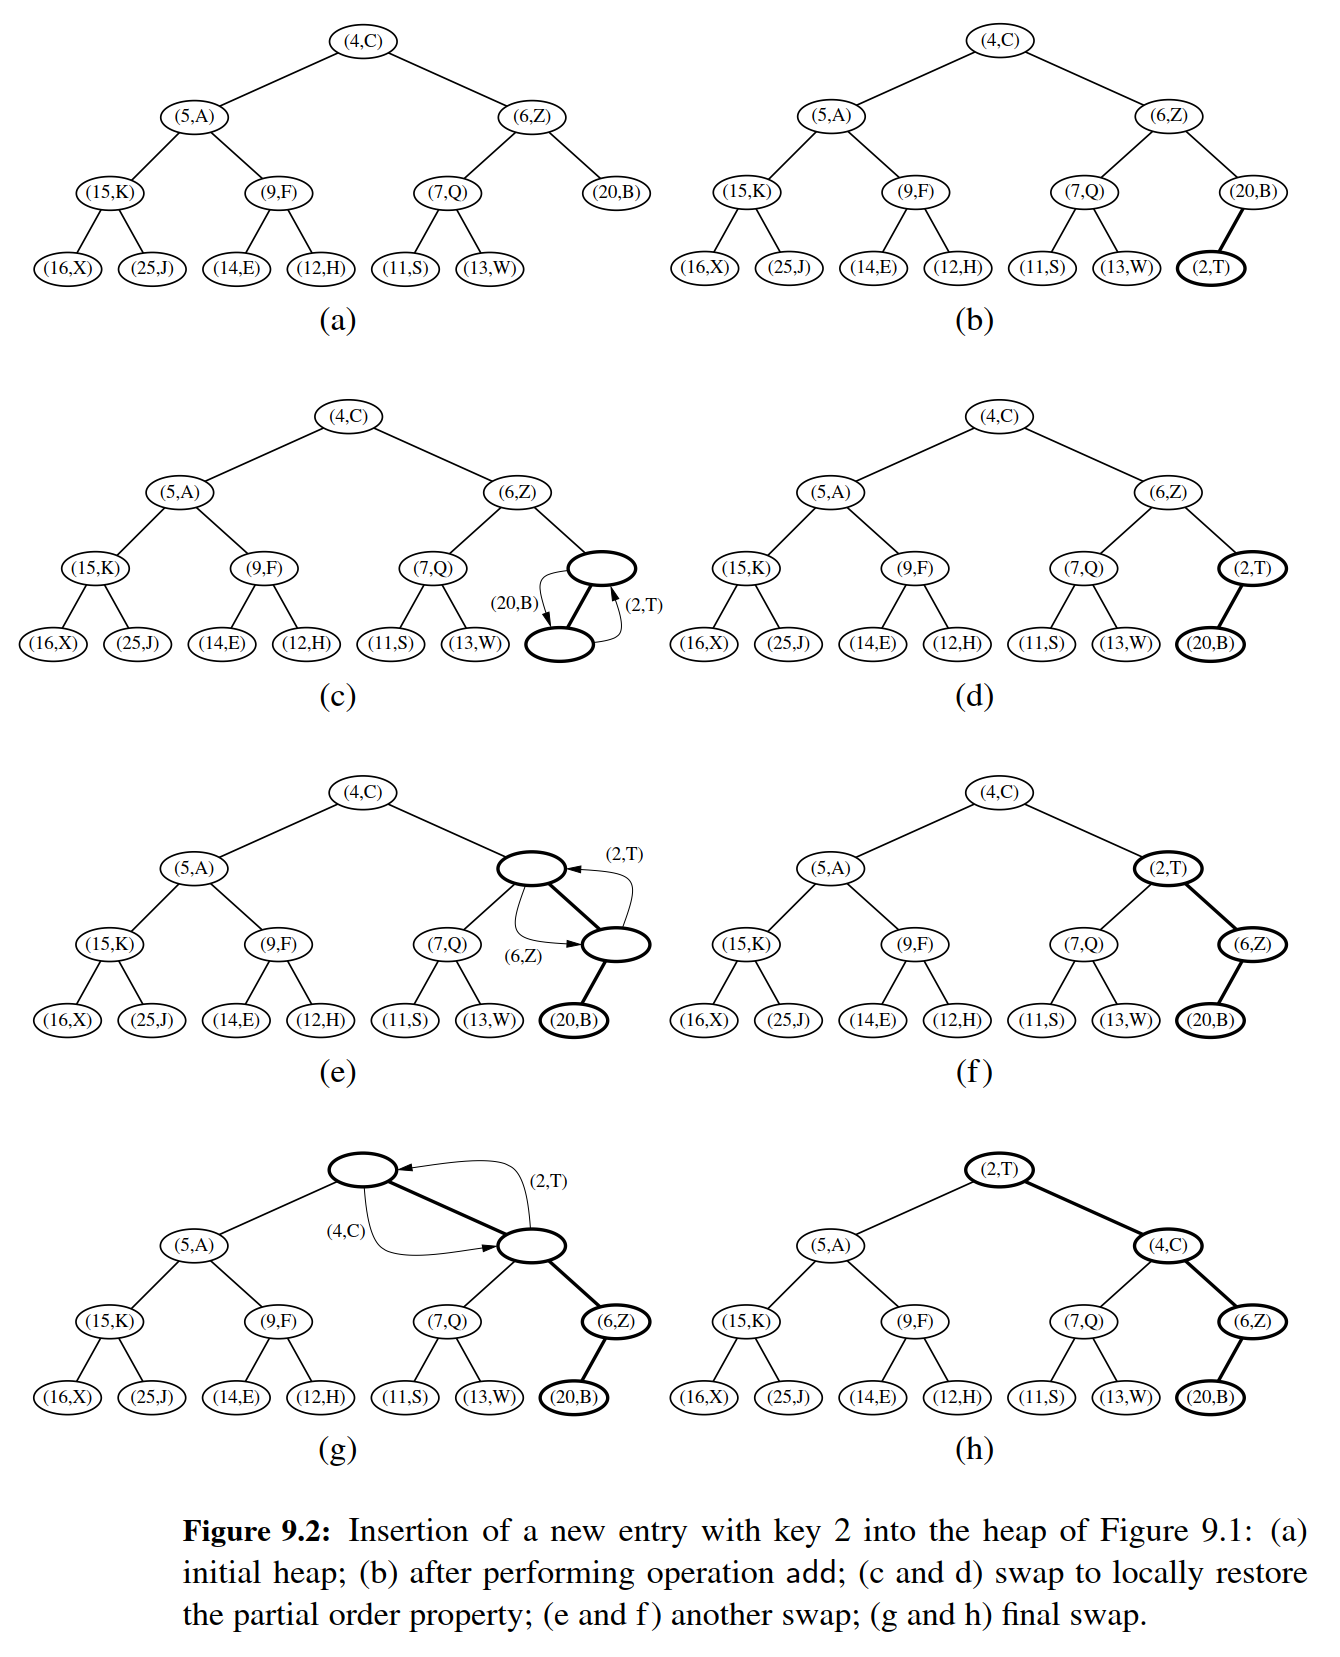 (4,C)
(5,A) (6,Z)
(15,K) (9,F) (7,Q) (20,B)
(16,X) (25,J) (14,E) (12,H) (11,S) (13,W)
(a)
(4,C)
(5,A) (6,Z)
(15,K) (9,F) (7,Q) (20,B)
(16,X) (25,J) (14,E) (12,H) (11,S) (13,W) (2,T)
(b)
(4,C)
(5,A) (6,Z)
(15,K) (9,F) (7,Q)
(20,B) (2,T)
(16,X) (25,J) (14,E) (12,H) (11,S) (13,W)
(c)
(4,C)
(5,A) (6,Z)
(15,K) (9,F) (7,Q) (2,T)
(16,X) (25,J) (14,E) (12,H) (11,S) (13,W) (20,B)
(d)
(4,C)
(2,T)
(5,A)
(15,K) (9,F) (7,Q)
(6,Z)
(16,X) (25,J) (14,E) (12,H) (11,S) (13,W) (20,B)
(e)
(4,C)
(5,A) (2,T)
(15,K) (9,F) (7,Q) (6,Z)
(16,X) (25,J) (14,E) (12,H) (11,S) (13,W) (20,B)
(f)
(2,T)
(4,C)
(5,A)
(15,K) (9,F) (7,Q) (6,Z)
(16,X) (25,J) (14,E) (12,H) (11,S) (13,W) (20,B)
(g)
(2,T)
(5,A) (4,C)
(15,K) (9,F) (7,Q) (6,Z)
(16,X) (25,J) (14,E) (12,H) (11,S) (13,W) (20,B)
(h)
Figure 9.2: Insertion of a new entry with key 2 into the heap of Figure 9.1: (a)
initial heap; (b) after performing operation add; (c and d) swap to locally restore
the partial order property; (e and f) another swap; (g and h) final swap.